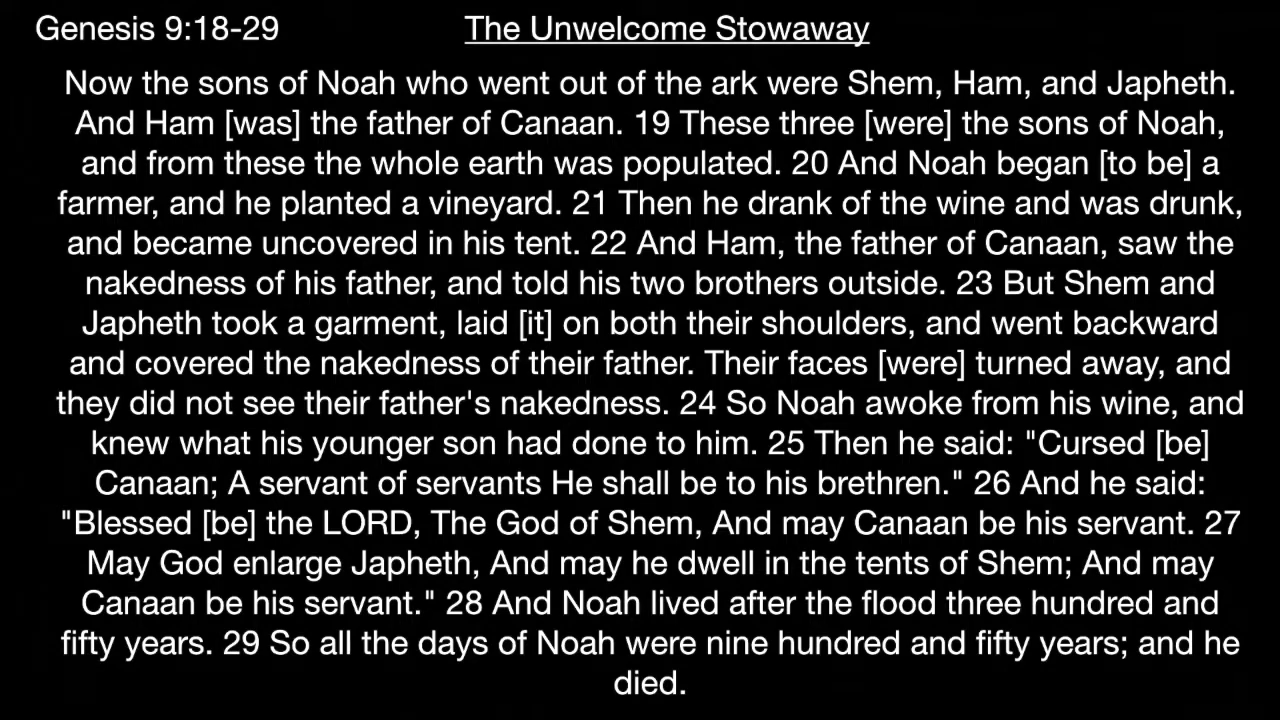 Genesis 9:18-29
The Unwelcome Stowaway
Now the sons of Noah who went out of the ark were Shem, Ham, and Japheth.
And Ham [was] the father of Canaan. 19 These three [were] the sons of Noah,
and from these the whole earth was populated. 20 And Noah began [to be] a
farmer, and he planted a vineyard. 21 Then he drank of the wine and was drunk,
and became uncovered in his tent. 22 And Ham, the father of Canaan, saw the
nakedness of his father, and told his two brothers outside. 23 But Shem and
Japheth took a garment, laid [it] on both their shoulders, and went backward
and covered the nakedness of their father. Their faces [were] turned away, and
they did not see their father's nakedness. 24 So Noah awoke from his wine, and
knew what his younger son had done to him. 25 Then he said: "Cursed [be]
Canaan; A servant of servants He shall be to his brethren." 26 And he said:
"Blessed [be] the LORD, The God of Shem, And may Canaan be his servant. 27
May God enlarge Japheth, And may he dwell in the tents of Shem; And may
Canaan be his servant." 28 And Noah lived after the flood three hundred and
fifty years. 29 So all the days of Noah were nine hundred and fifty years; and he
died.